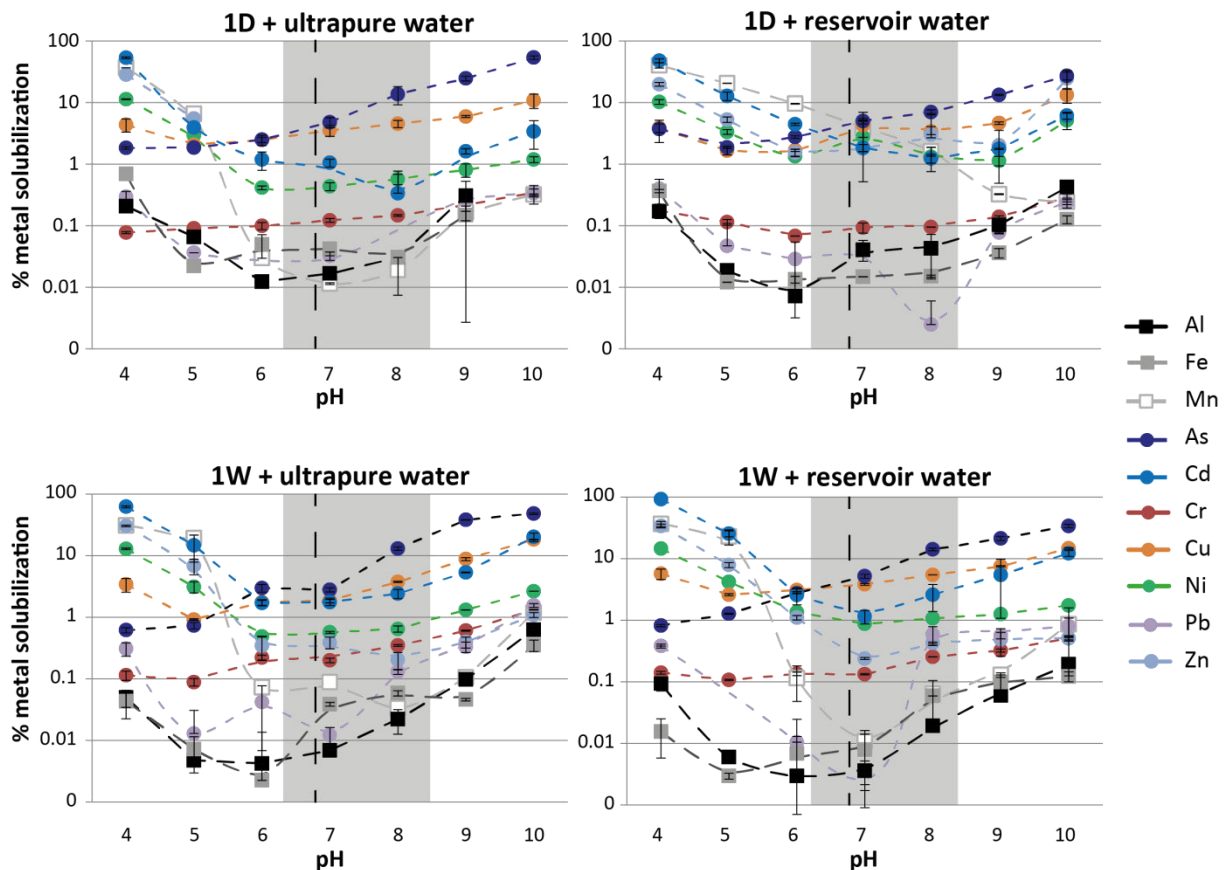 1D + ultrapure water
% metal solubilization
100
10
1
0.1
0.01
0
4 5 6 7 8 9 10
pH
1D + reservoir water
100
10
1
0.1
0.01
0
4 5 6 7 8 9 10
pH
1W + ultrapure water
% metal solubilization
100
10
1
0.1
0.01
0
4 5 6 7 8 9 10
pH
1W + reservoir water
100
10
1
0.1
0.01
0
4 5 6 7 8 9 10
pH
Al
Fe
Mn
As
Cd
Cr
Cu
Ni
Pb
Zn